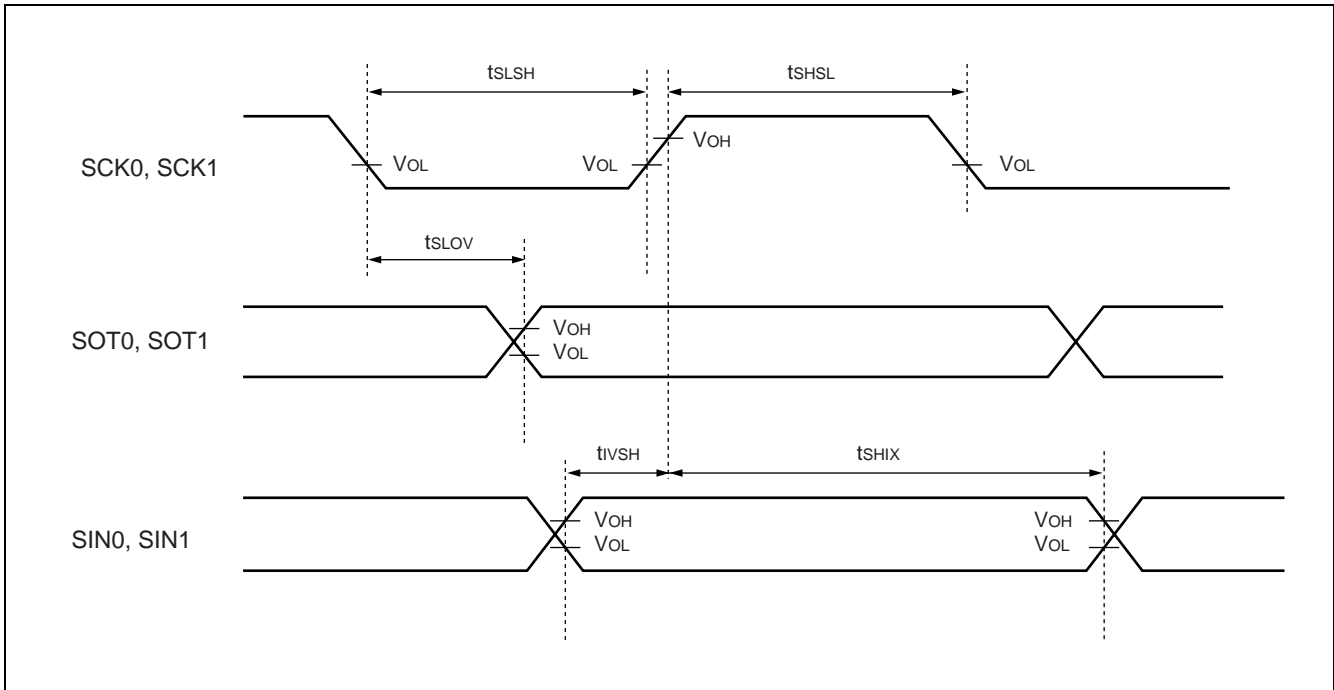 tSLSH
tSHSL
SCK0, SCK1
VOL
VOL
VOH
VOL
tSLOV
SOT0, SOT1
VOH
VOL
tIVSH
tSHIX
SIN0, SIN1
VOH
VOL
VOH
VOL